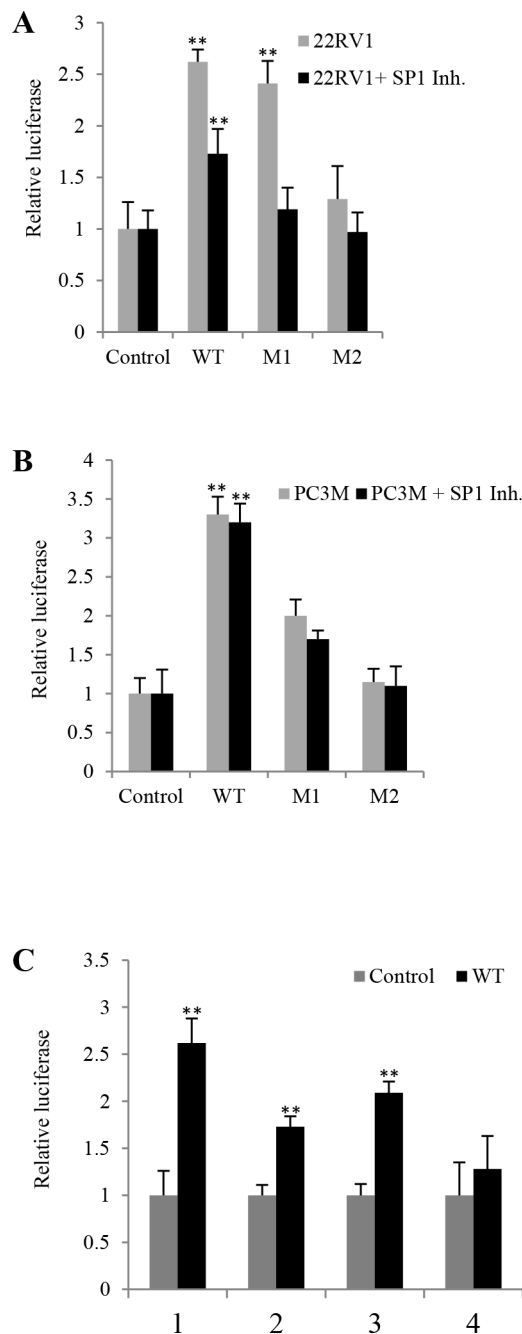 A
3
2.5
2
1.5
1
0.5
0
Relative luciferase
** ** **
22RV1
22RV1+ SP1 Inh.
Control WT M1 M2
B
4
3.5
3
2.5
2
1.5
1
0.5
0
Relative luciferase
** **
PC3M PC3M + SP1 Inh.
Control WT M1 M2
C
3.5
3
2.5
2
1.5
1
0.5
0
Relative luciferase
Control WT
** ** **
1 2 3 4